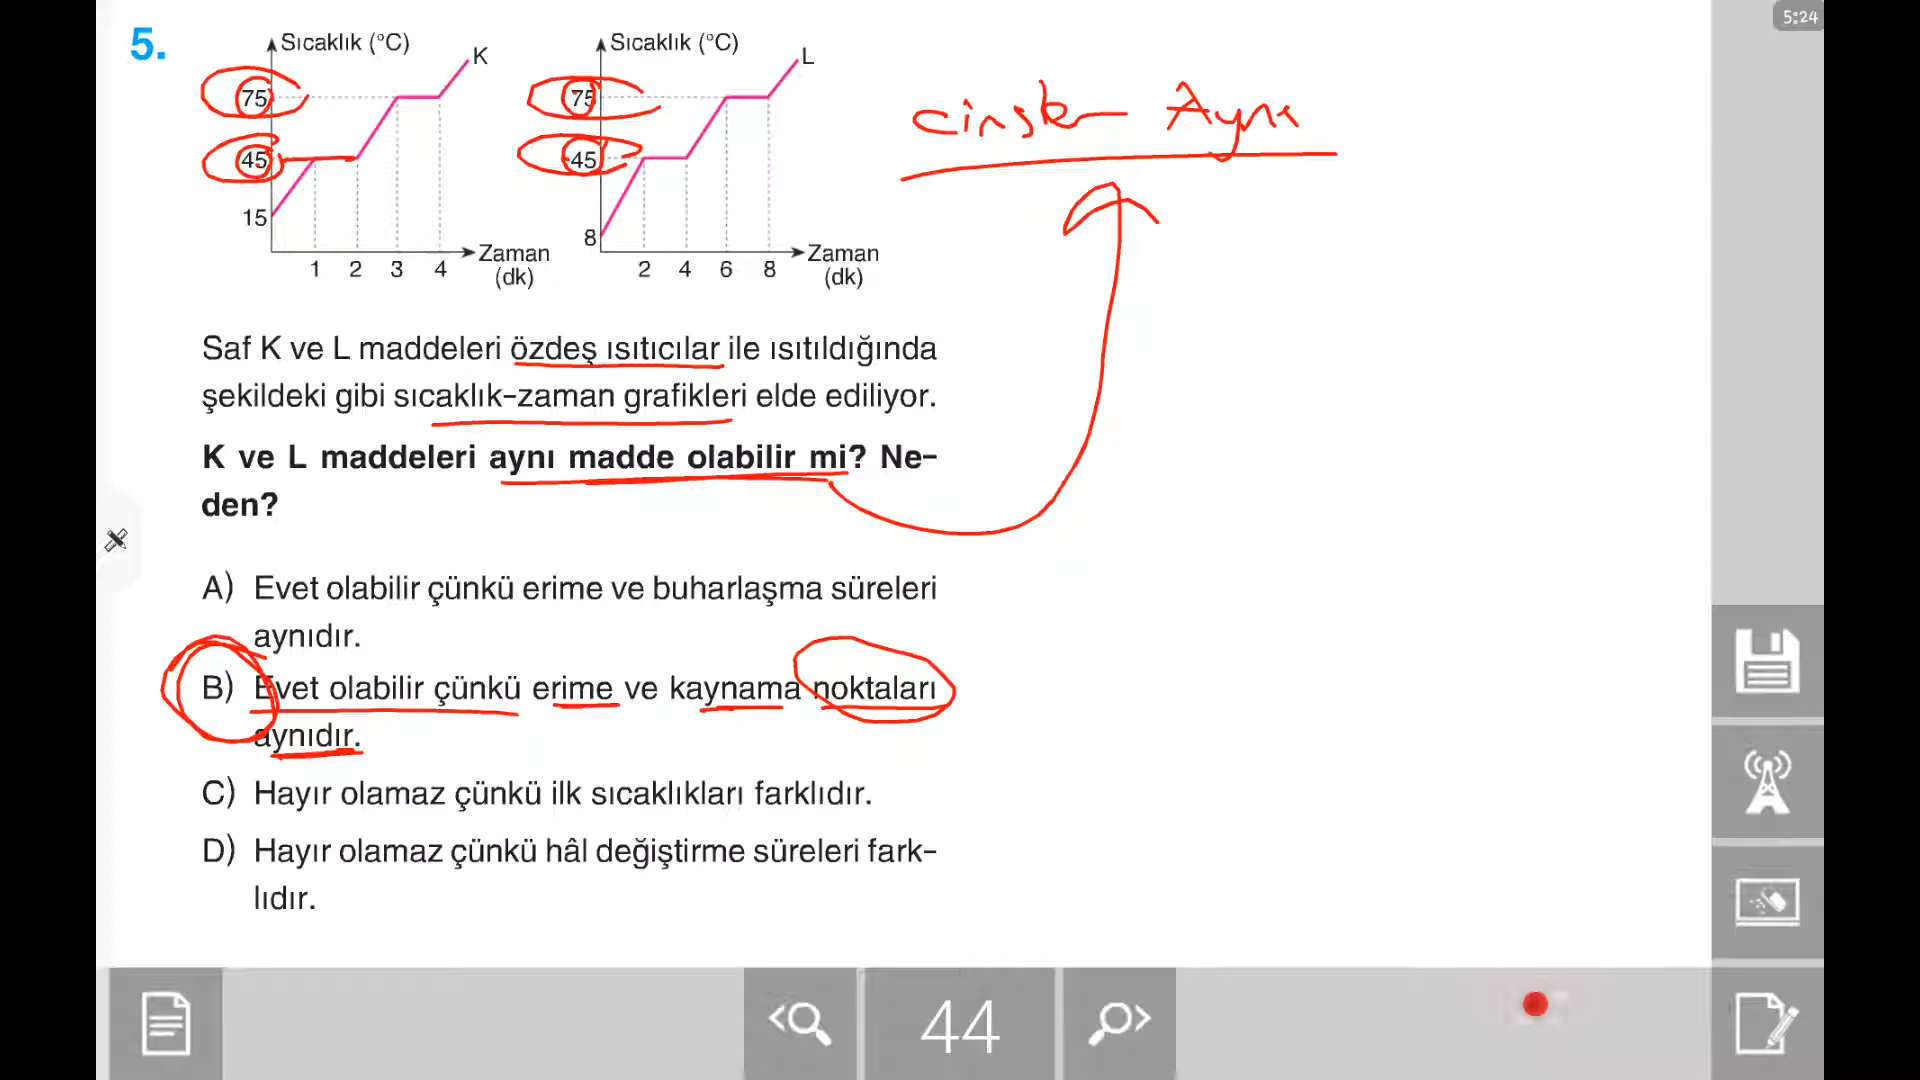 5:24
5.
Sıcaklık (°C)
K
75
45
15
1 2 3 4
Zaman
(dk)
Sıcaklık (°C)
L
75
45
8
2 4 6 8
Zaman
(dk)
Aynı
Saf K ve L maddeleri özdeş ısıtıcılar ile ısıtıldığında
şekildeki gibi sıcaklık-zaman grafikleri elde ediliyor.
K ve L maddeleri aynı madde olabilir mi? Ne-
den?
A) Evet olabilir çünkü erime ve buharlaşma süreleri
aynıdır.
B) Evet olabilir çünkü erime ve kaynama noktaları
aynıdır.
C) Hayır olamaz çünkü ilk sıcaklıkları farklıdır.
D) Hayır olamaz çünkü hâl değiştirme süreleri fark-
lıdır.
44